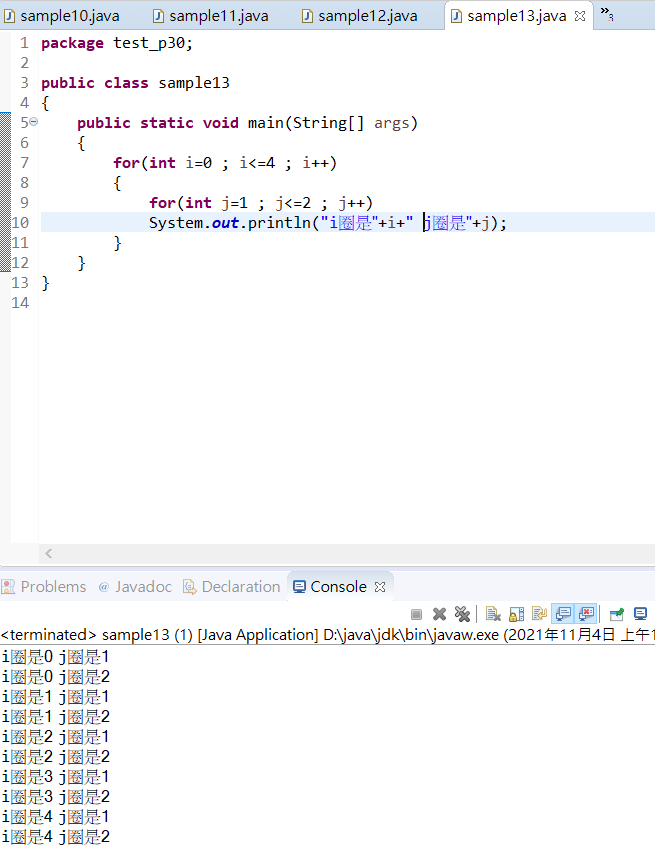 sample10.java sample11.java sample12.java sample13.java »3
1 package test_p30;
2
3 public class sample13
4 {
5 public static void main(String[] args)
6 {
7 for(int i=0 ; i<=4 ; i++)
8 {
9 for(int j=1 ; j<=2 ; j++)
10 System.out.println("i圈是"+i+" j圈是"+j);
11 }
12 }
13 }
14
Problems @ Javadoc Declaration Console
<terminated> sample13 (1) [Java Application] D:\java\jdk\bin\javaw.exe (2021年11月4日 上午1
i圈是0 j圈是1
i圈是0 j圈是2
i圈是1 j圈是1
i圈是1 j圈是2
i圈是2 j圈是1
i圈是2 j圈是2
i圈是3 j圈是1
i圈是3 j圈是2
i圈是4 j圈是1
i圈是4 j圈是2